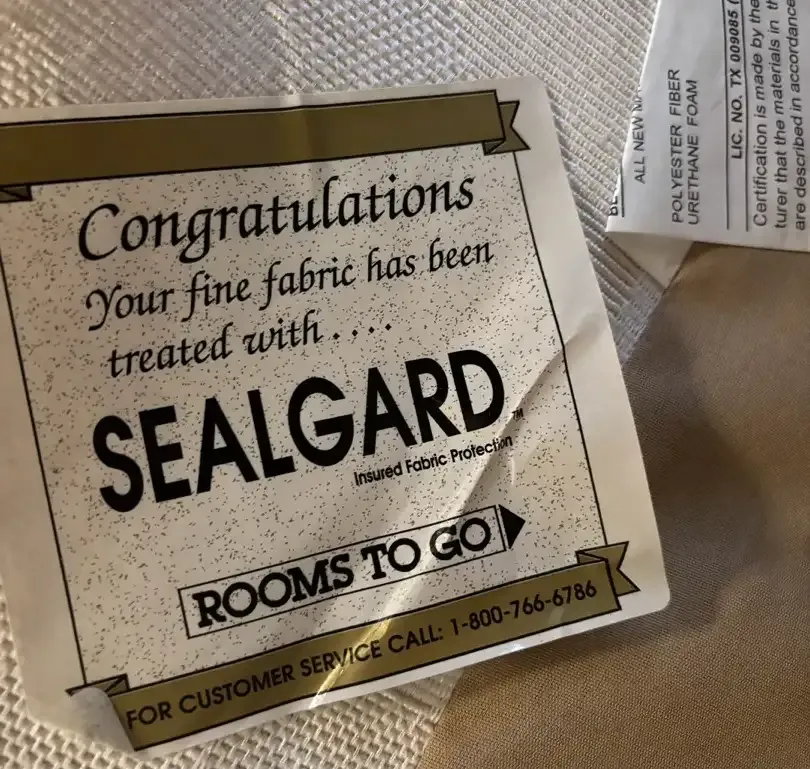 Congratulations
Your fine fabric has been
treated with . . . .
SEALGARD™
Insured Fabric Protection
ROOMS TO GO
FOR CUSTOMER SERVICE CALL: 1-800-766-6786
ALL NEW
POLYESTER FIBER
URETHANE FOAM
LIC. NO. TX 009085
Certification is made by the
turer that the materials in
are described in accordance